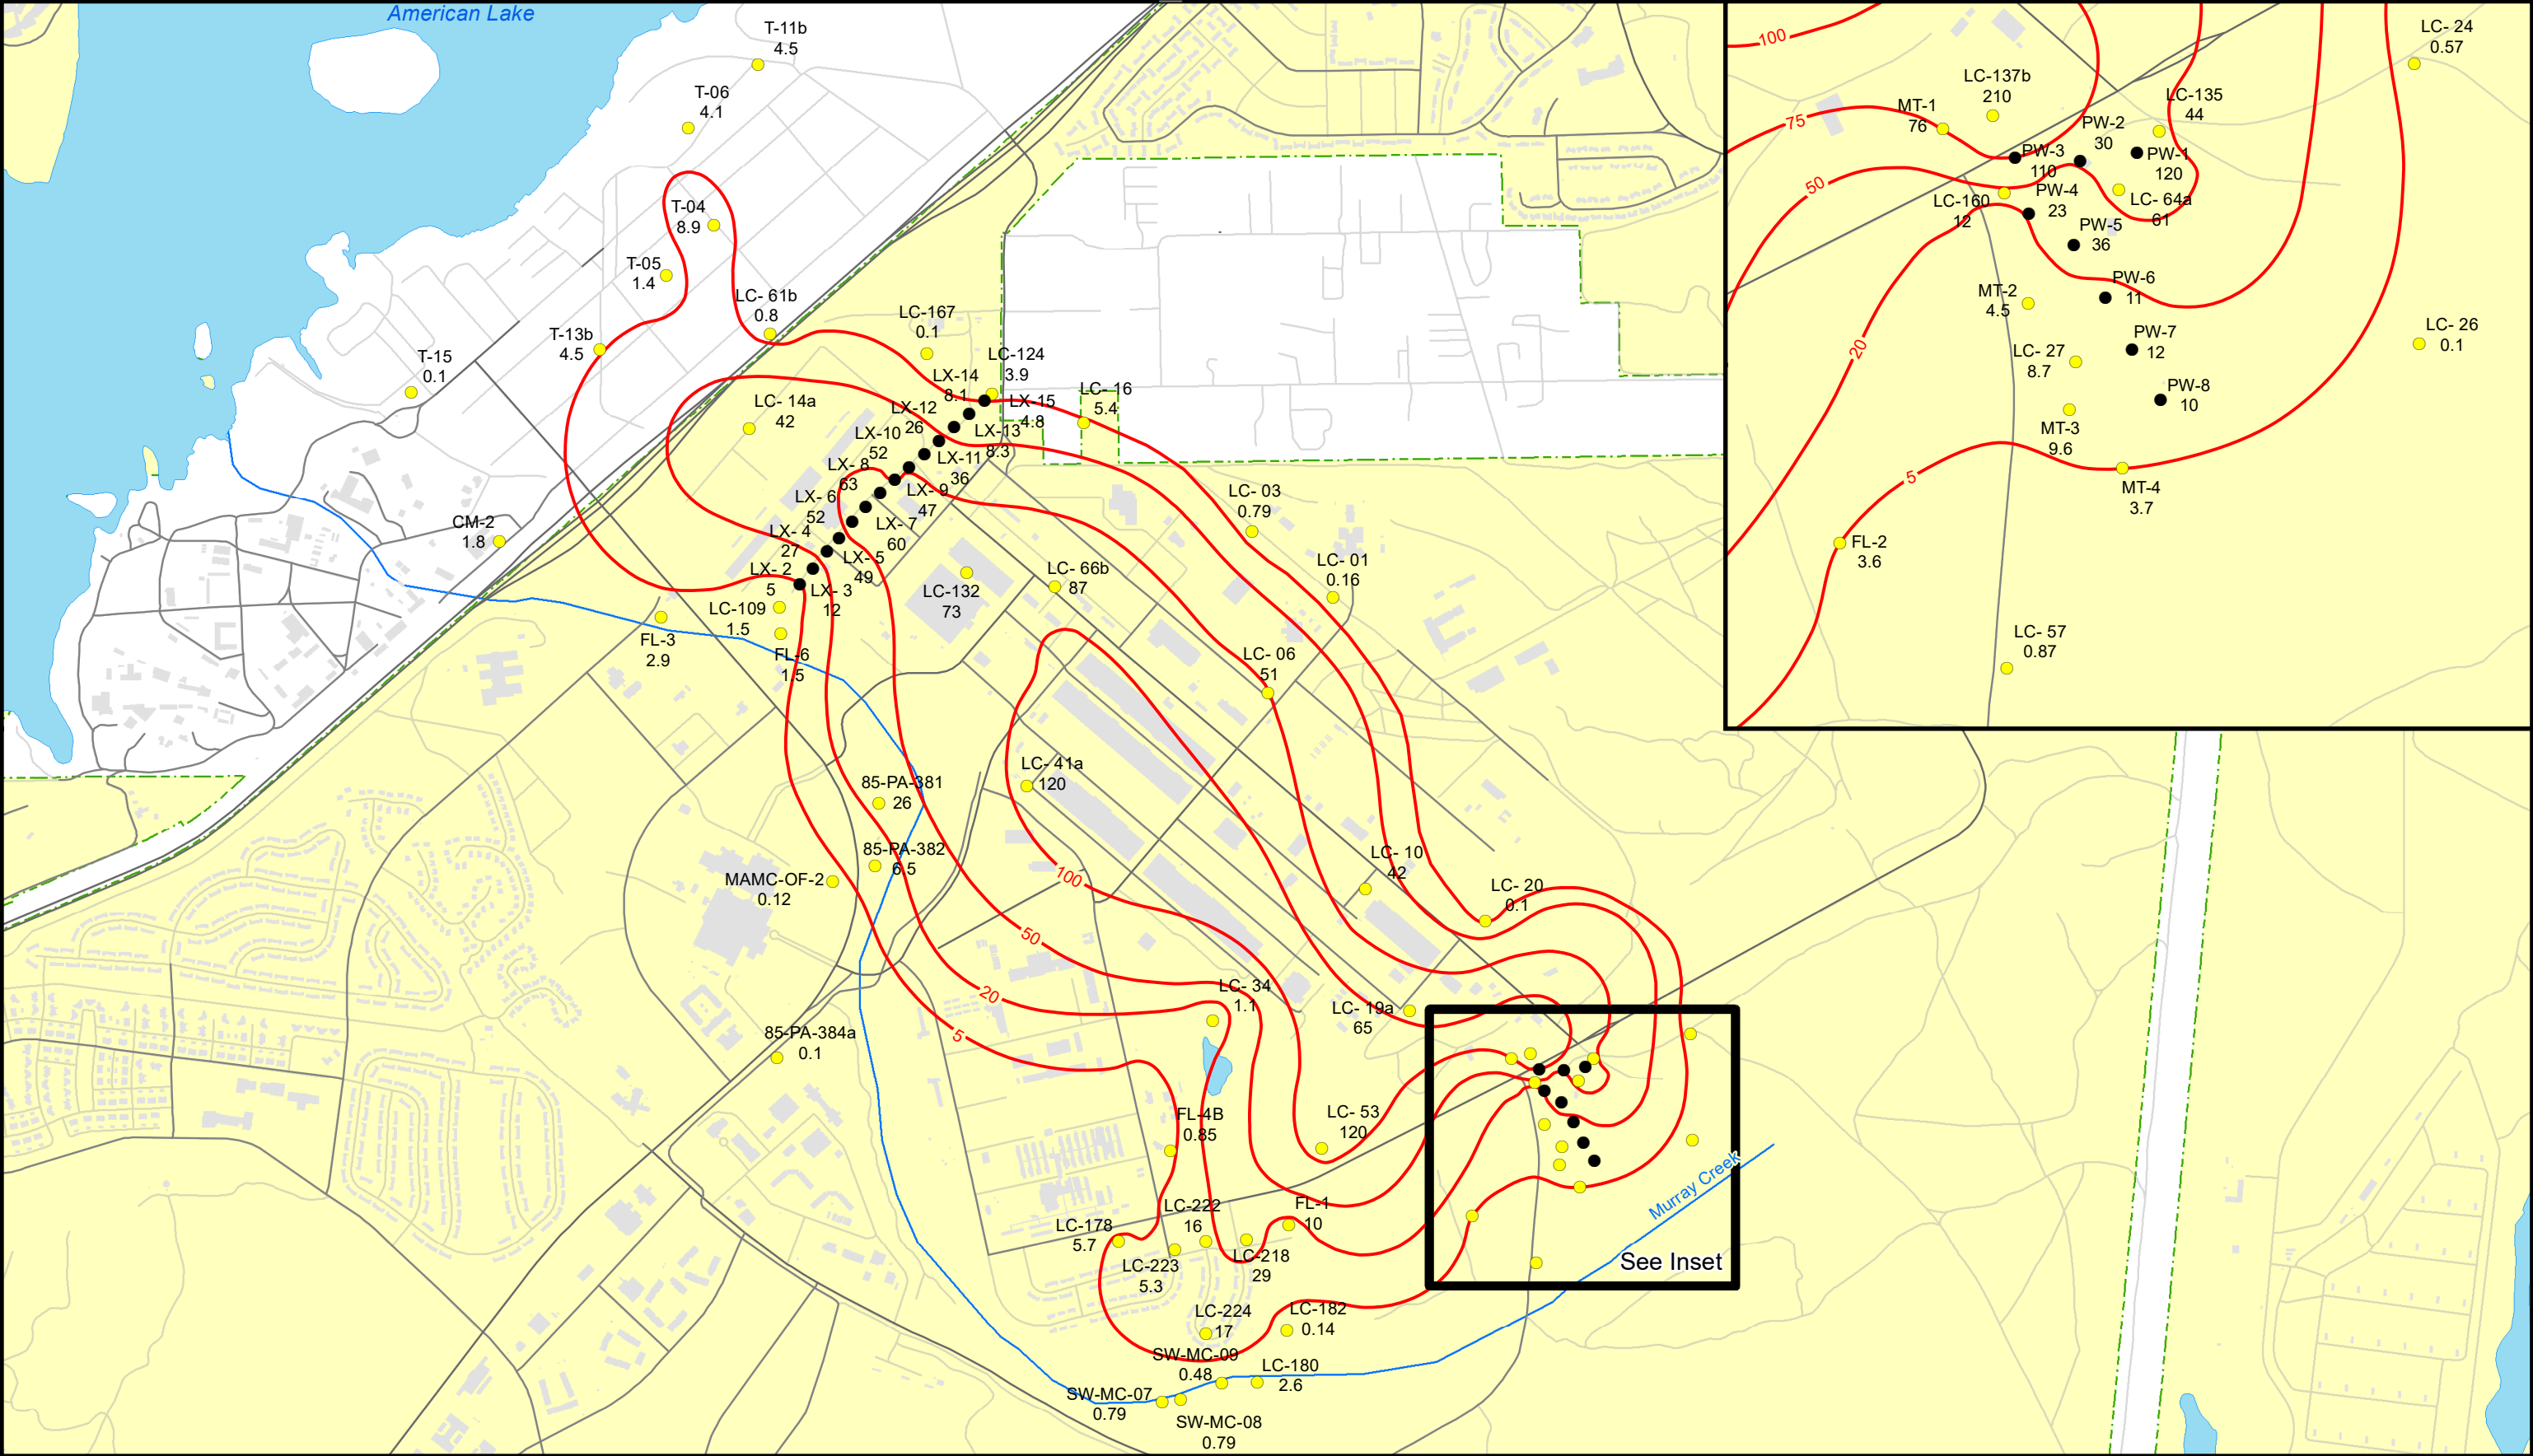 American Lake
T-11b
4.5
T-06
4.1
T-04
8.9
T-05
1.4
LC- 61b
0.8
T-13b
4.5
T-15
0.1
CM-2
1.8
LC-167
0.1
LC-124
3.9
LX-14
8.1
LX-15
4.8
LC- 16
5.4
LC- 14a
42
LX-12
26
LX-13
8.3
LX-10
52
LX-11
36
LX- 8
63
LX- 9
47
LX- 6
52
LX- 7
60
LX- 4
27
LX- 5
49
LX- 2
5
LX- 3
12
LC-109
1.5
FL-6
1.5
FL-3
2.9
LC-132
73
LC- 66b
87
LC- 03
0.79
LC- 01
0.16
LC- 06
51
LC- 41a
120
85-PA-381
26
85-PA-382
6.5
MAMC-OF-2
0.12
85-PA-384a
0.1
LC- 10
42
LC- 20
0.1
100
50
20
5
LC- 34
1.1
LC- 19a
65
FL-4B
0.85
LC- 53
120
LC-222
16
FL-1
10
LC-178
5.7
LC-223
5.3
LC-218
29
LC-224
17
LC-182
0.14
SW-MC-09
0.48
LC-180
2.6
SW-MC-07
0.79
SW-MC-08
0.79
Murray Creek
See Inset
100
LC- 24
0.57
LC-137b
210
MT-1
76
75
LC-135
44
PW-2
30
PW-3
110
PW-1
120
50
PW-4
23
LC-160
12
LC- 64a
61
PW-5
36
PW-6
11
MT-2
4.5
PW-7
12
LC- 27
8.7
LC- 26
0.1
20
PW-8
10
MT-3
9.6
5
MT-4
3.7
FL-2
3.6
LC- 57
0.87